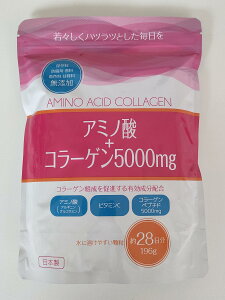 若々しくハツラツとした毎日を
無添加
AMINO ACID COLLAGEN
アミノ酸
+
コラーゲン5000mg
コラーゲン組成を促進する有効成分配合
アミノ酸
ビタミンC
コラーゲン
ペプチド
5000mg
水に溶けやすい顆粒
約28日分
196g
日本製